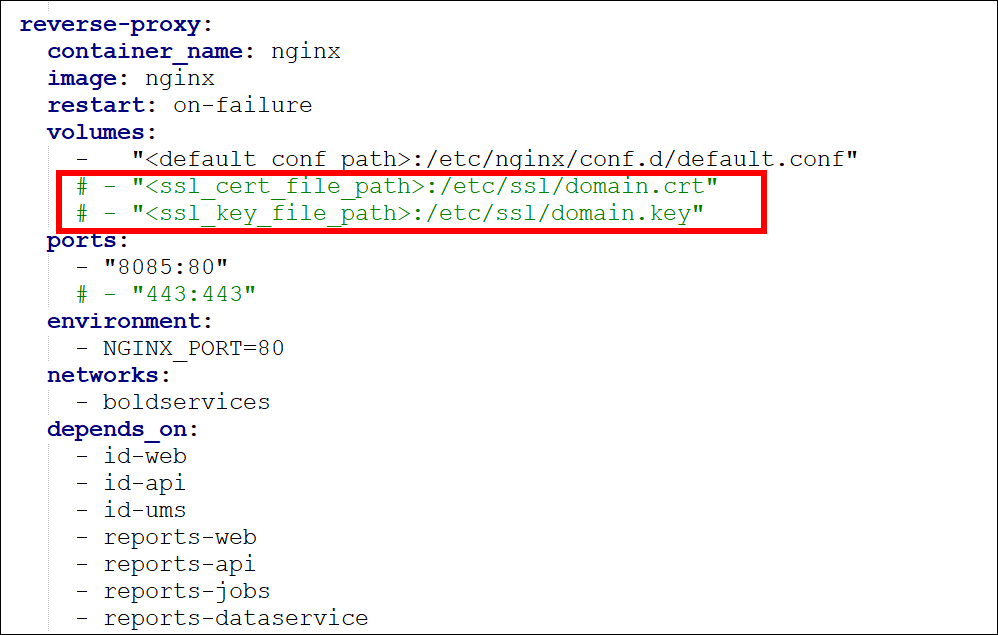 reverse-proxy:
  container_name: nginx
  image: nginx
  restart: on-failure
  volumes:
    -   "<default_conf_path>:/etc/nginx/conf.d/default.conf"
    # - "<ssl_cert_file_path>:/etc/ssl/domain.crt"
    # - "<ssl_key_file_path>:/etc/ssl/domain.key"
  ports:
    - "8085:80"
    # - "443:443"
  environment:
    - NGINX_PORT=80
  networks:
    - boldservices
  depends_on:
    - id-web
    - id-api
    - id-ums
    - reports-web
    - reports-api
    - reports-jobs
    - reports-dataservice